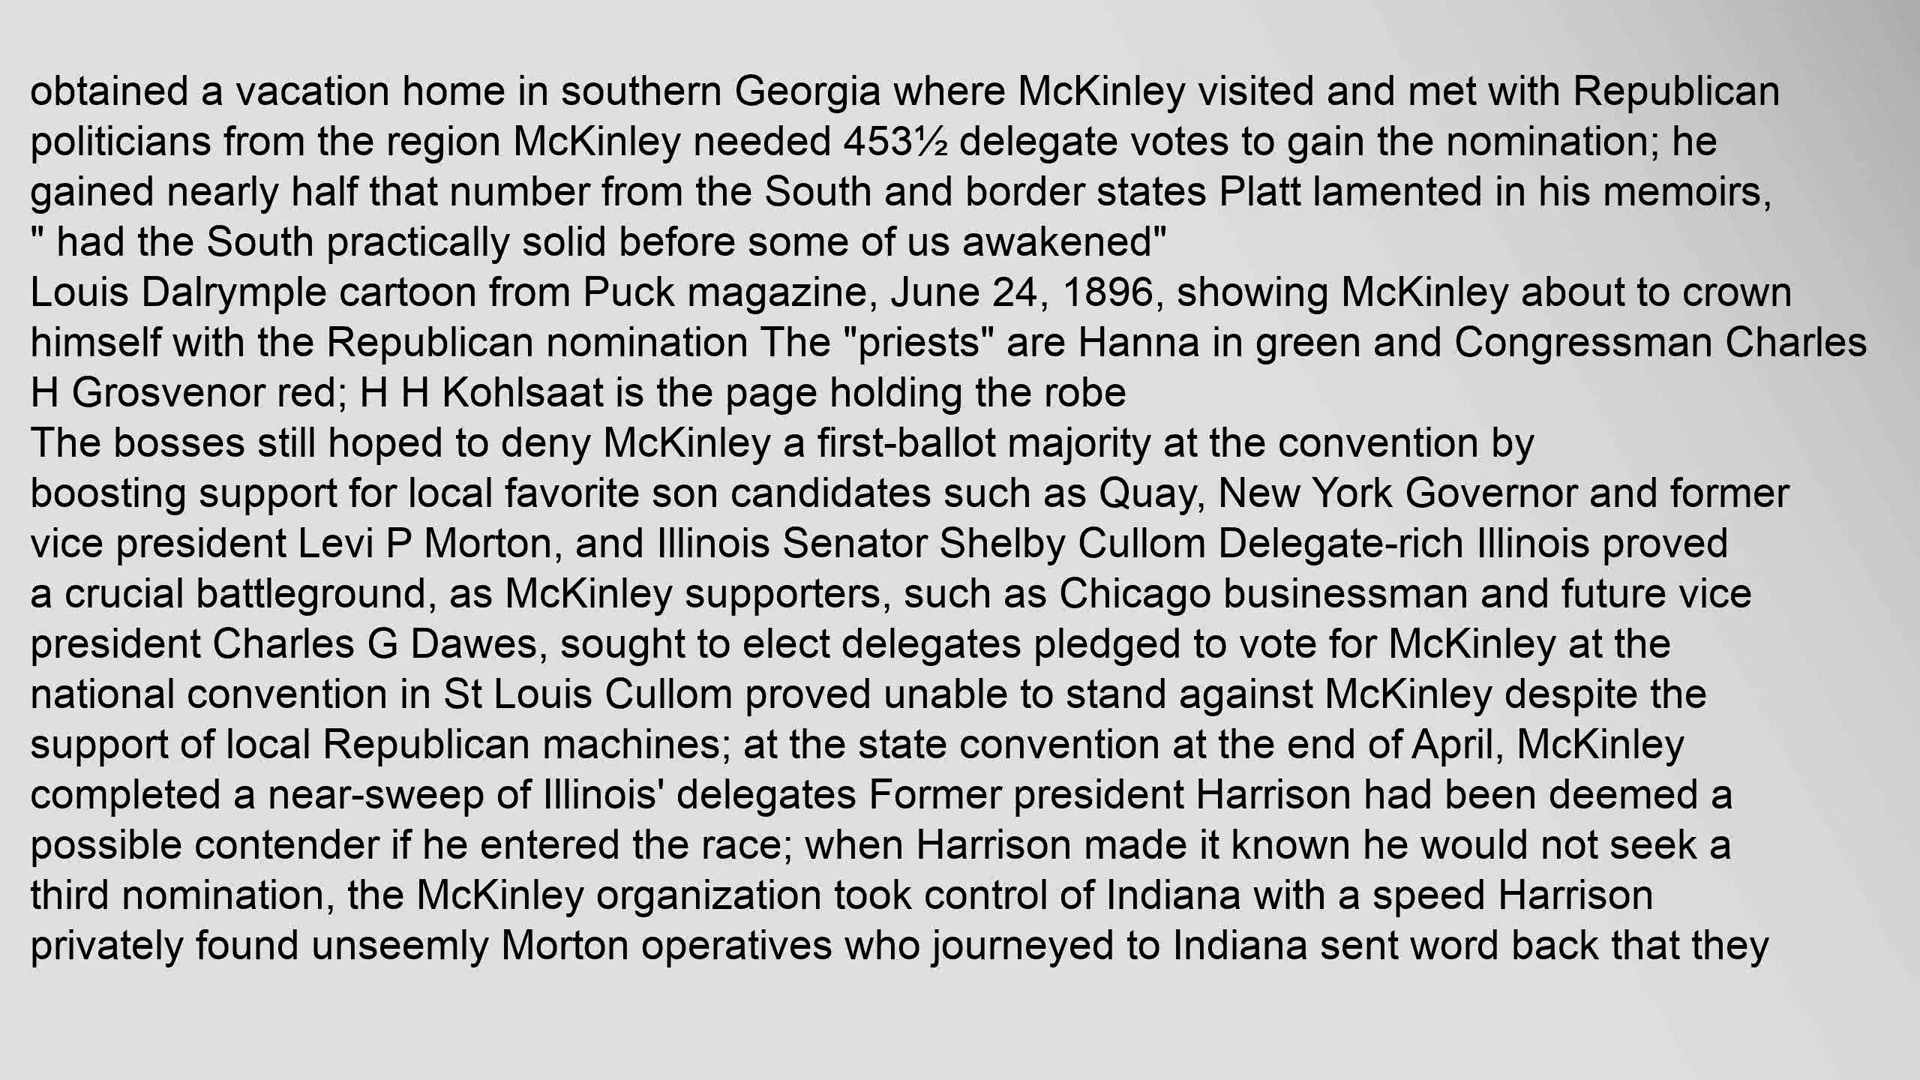 obtained a vacation home in southern Georgia where McKinley visited and met with Republican
politicians from the region McKinley needed 453½ delegate votes to gain the nomination; he
gained nearly half that number from the South and border states Platt lamented in his memoirs,
" had the South practically solid before some of us awakened"
Louis Dalrymple cartoon from Puck magazine, June 24, 1896, showing McKinley about to crown
himself with the Republican nomination The "priests" are Hanna in green and Congressman Charles
H Grosvenor red; H H Kohlsaat is the page holding the robe
The bosses still hoped to deny McKinley a first-ballot majority at the convention by
boosting support for local favorite son candidates such as Quay, New York Governor and former
vice president Levi P Morton, and Illinois Senator Shelby Cullom Delegate-rich Illinois proved
a crucial battleground, as McKinley supporters, such as Chicago businessman and future vice
president Charles G Dawes, sought to elect delegates pledged to vote for McKinley at the
national convention in St Louis Cullom proved unable to stand against McKinley despite the
support of local Republican machines; at the state convention at the end of April, McKinley
completed a near-sweep of Illinois' delegates Former president Harrison had been deemed a
possible contender if he entered the race; when Harrison made it known he would not seek a
third nomination, the McKinley organization took control of Indiana with a speed Harrison
privately found unseemly Morton operatives who journeyed to Indiana sent word back that they